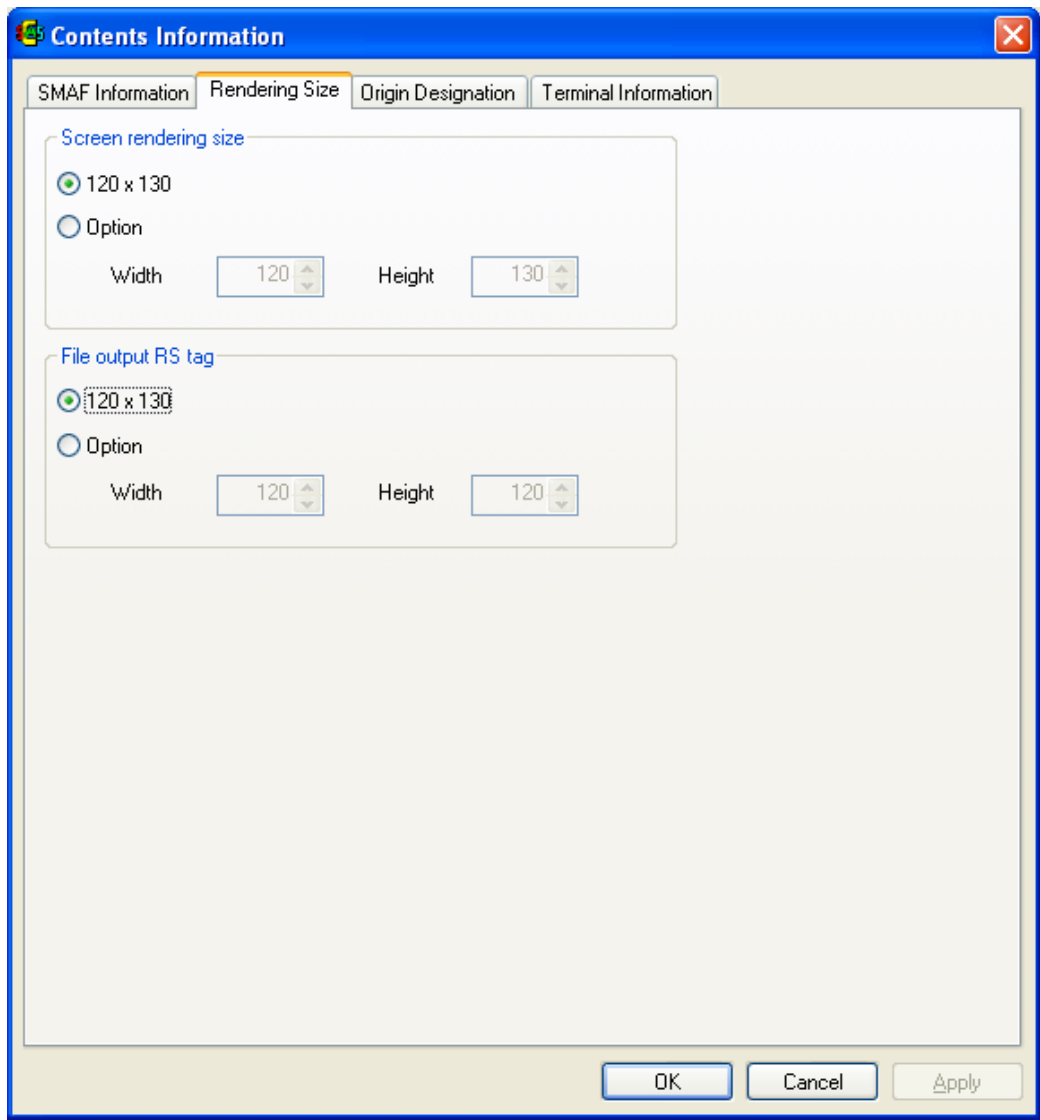 Contents Information
SMAF Information Rendering Size Origin Designation Terminal Information
Screen rendering size
120 x 130
Option
Width 120 Height 130
File output RS tag
120 x 130
Option
Width 120 Height 120
OK Cancel Apply